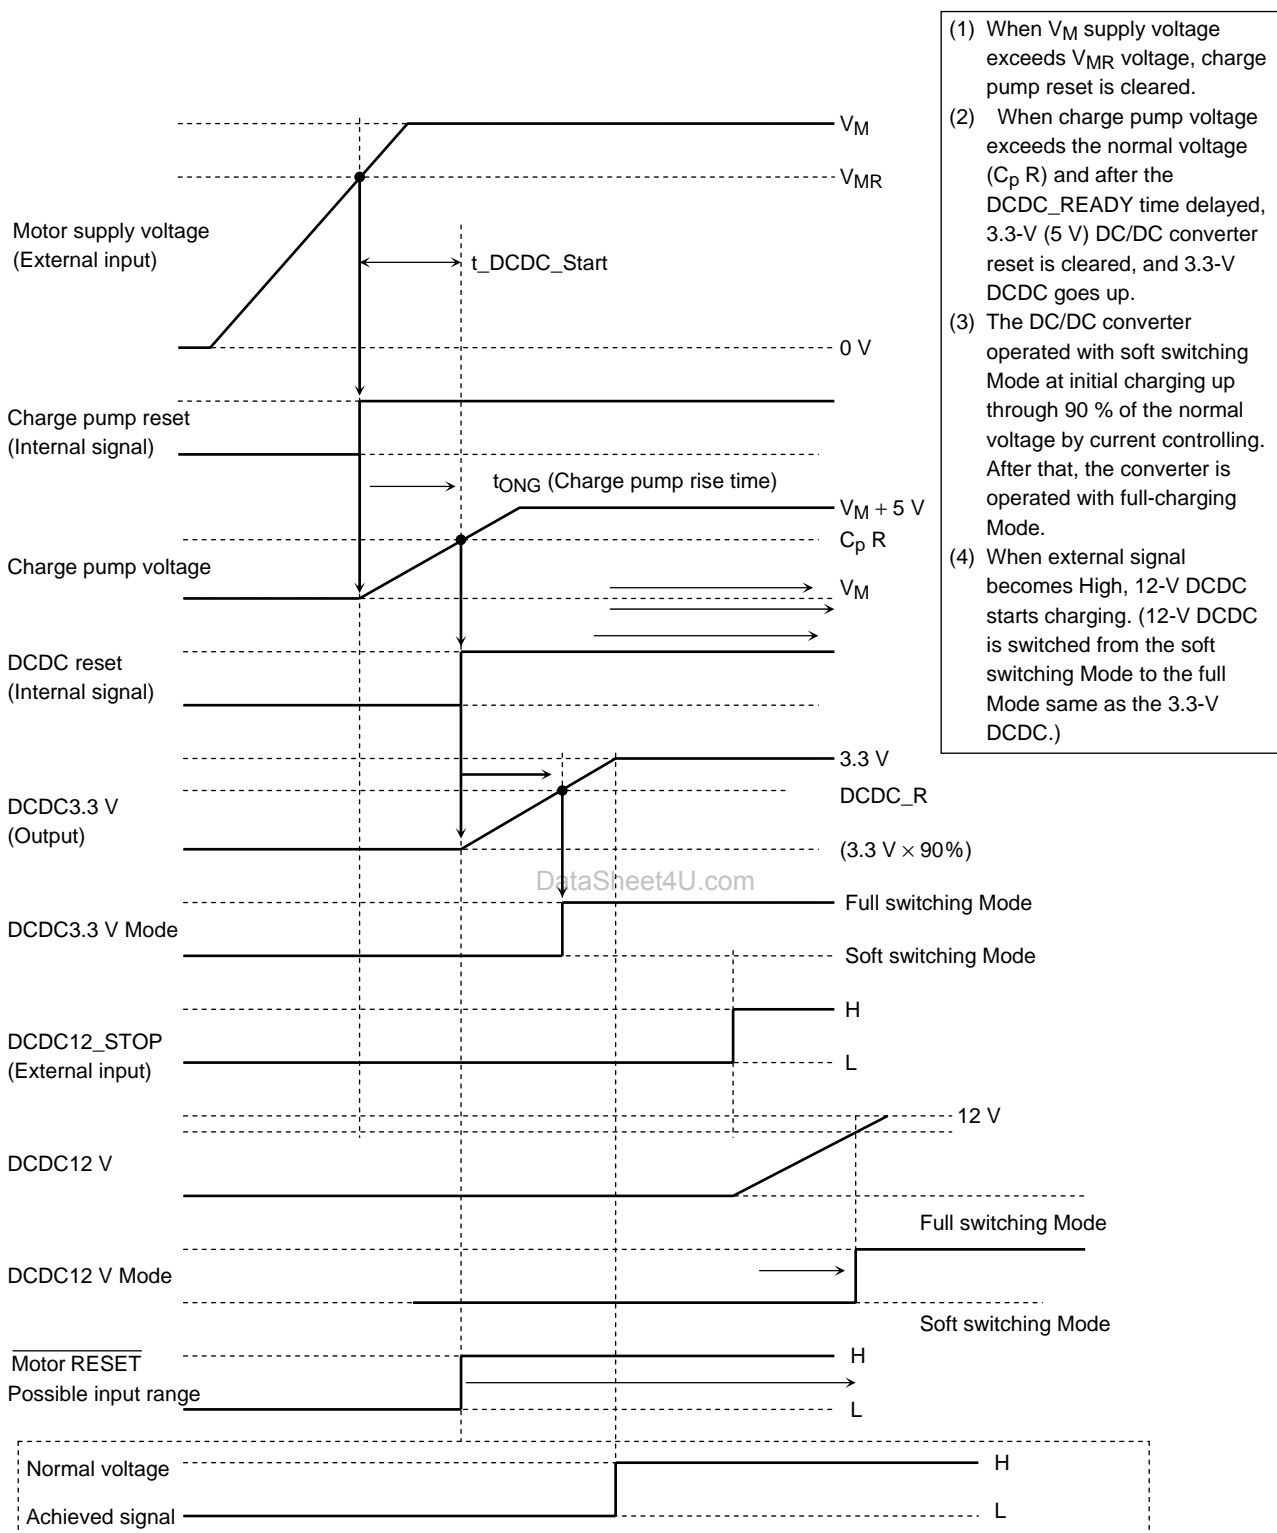 (1) When VM supply voltage
exceeds VMR voltage, charge
pump reset is cleared.
(2) When charge pump voltage
exceeds the normal voltage
(Cp R) and after the
DCDC_READY time delayed,
3.3-V (5 V) DC/DC converter
reset is cleared, and 3.3-V
DCDC goes up.
(3) The DC/DC converter
operated with soft switching
Mode at initial charging up
through 90 % of the normal
voltage by current controlling.
After that, the converter is
operated with full-charging
Mode.
(4) When external signal
becomes High, 12-V DCDC
starts charging. (12-V DCDC
is switched from the soft
switching Mode to the full
Mode same as the 3.3-V
DCDC.)
VM
VMR
Motor supply voltage
(External input)
t_DCDC_Start
0 V
Charge pump reset
(Internal signal)
tONG (Charge pump rise time)
VM + 5 V
Cp R
Charge pump voltage
VM
DCDC reset
(Internal signal)
3.3 V
DCDC_R
DCDC3.3 V
(Output)
(3.3 V × 90%)
DataSheet4U.com
Full switching Mode
DCDC3.3 V Mode
Soft switching Mode
H
DCDC12_STOP
(External input)
L
12 V
DCDC12 V
Full switching Mode
DCDC12 V Mode
Soft switching Mode
Motor RESET
H
Possible input range
L
Normal voltage
H
Achieved signal
L